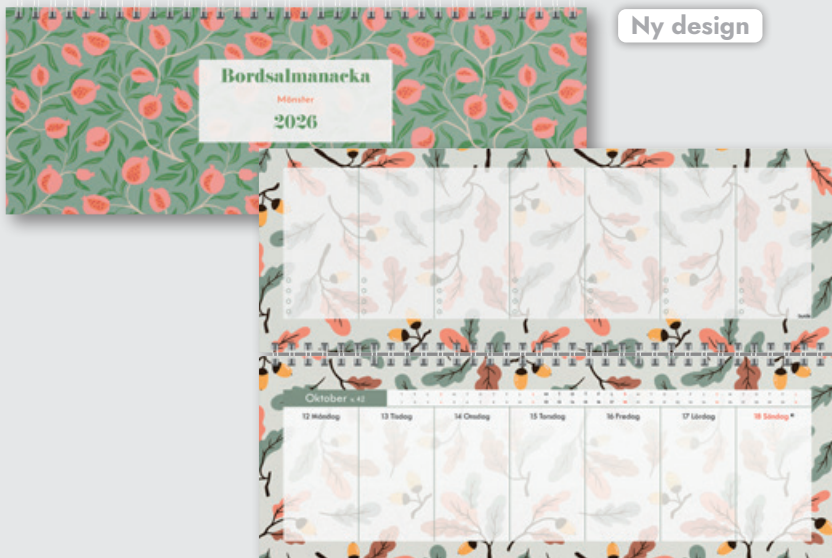 Ny design
Bordsalmanacka
Mönster
2026
Oktober v.42
12 Måndag 13 Tisdag 14 Onsdag 15 Torsdag 16 Fredag 17 Lördag 18 Söndag